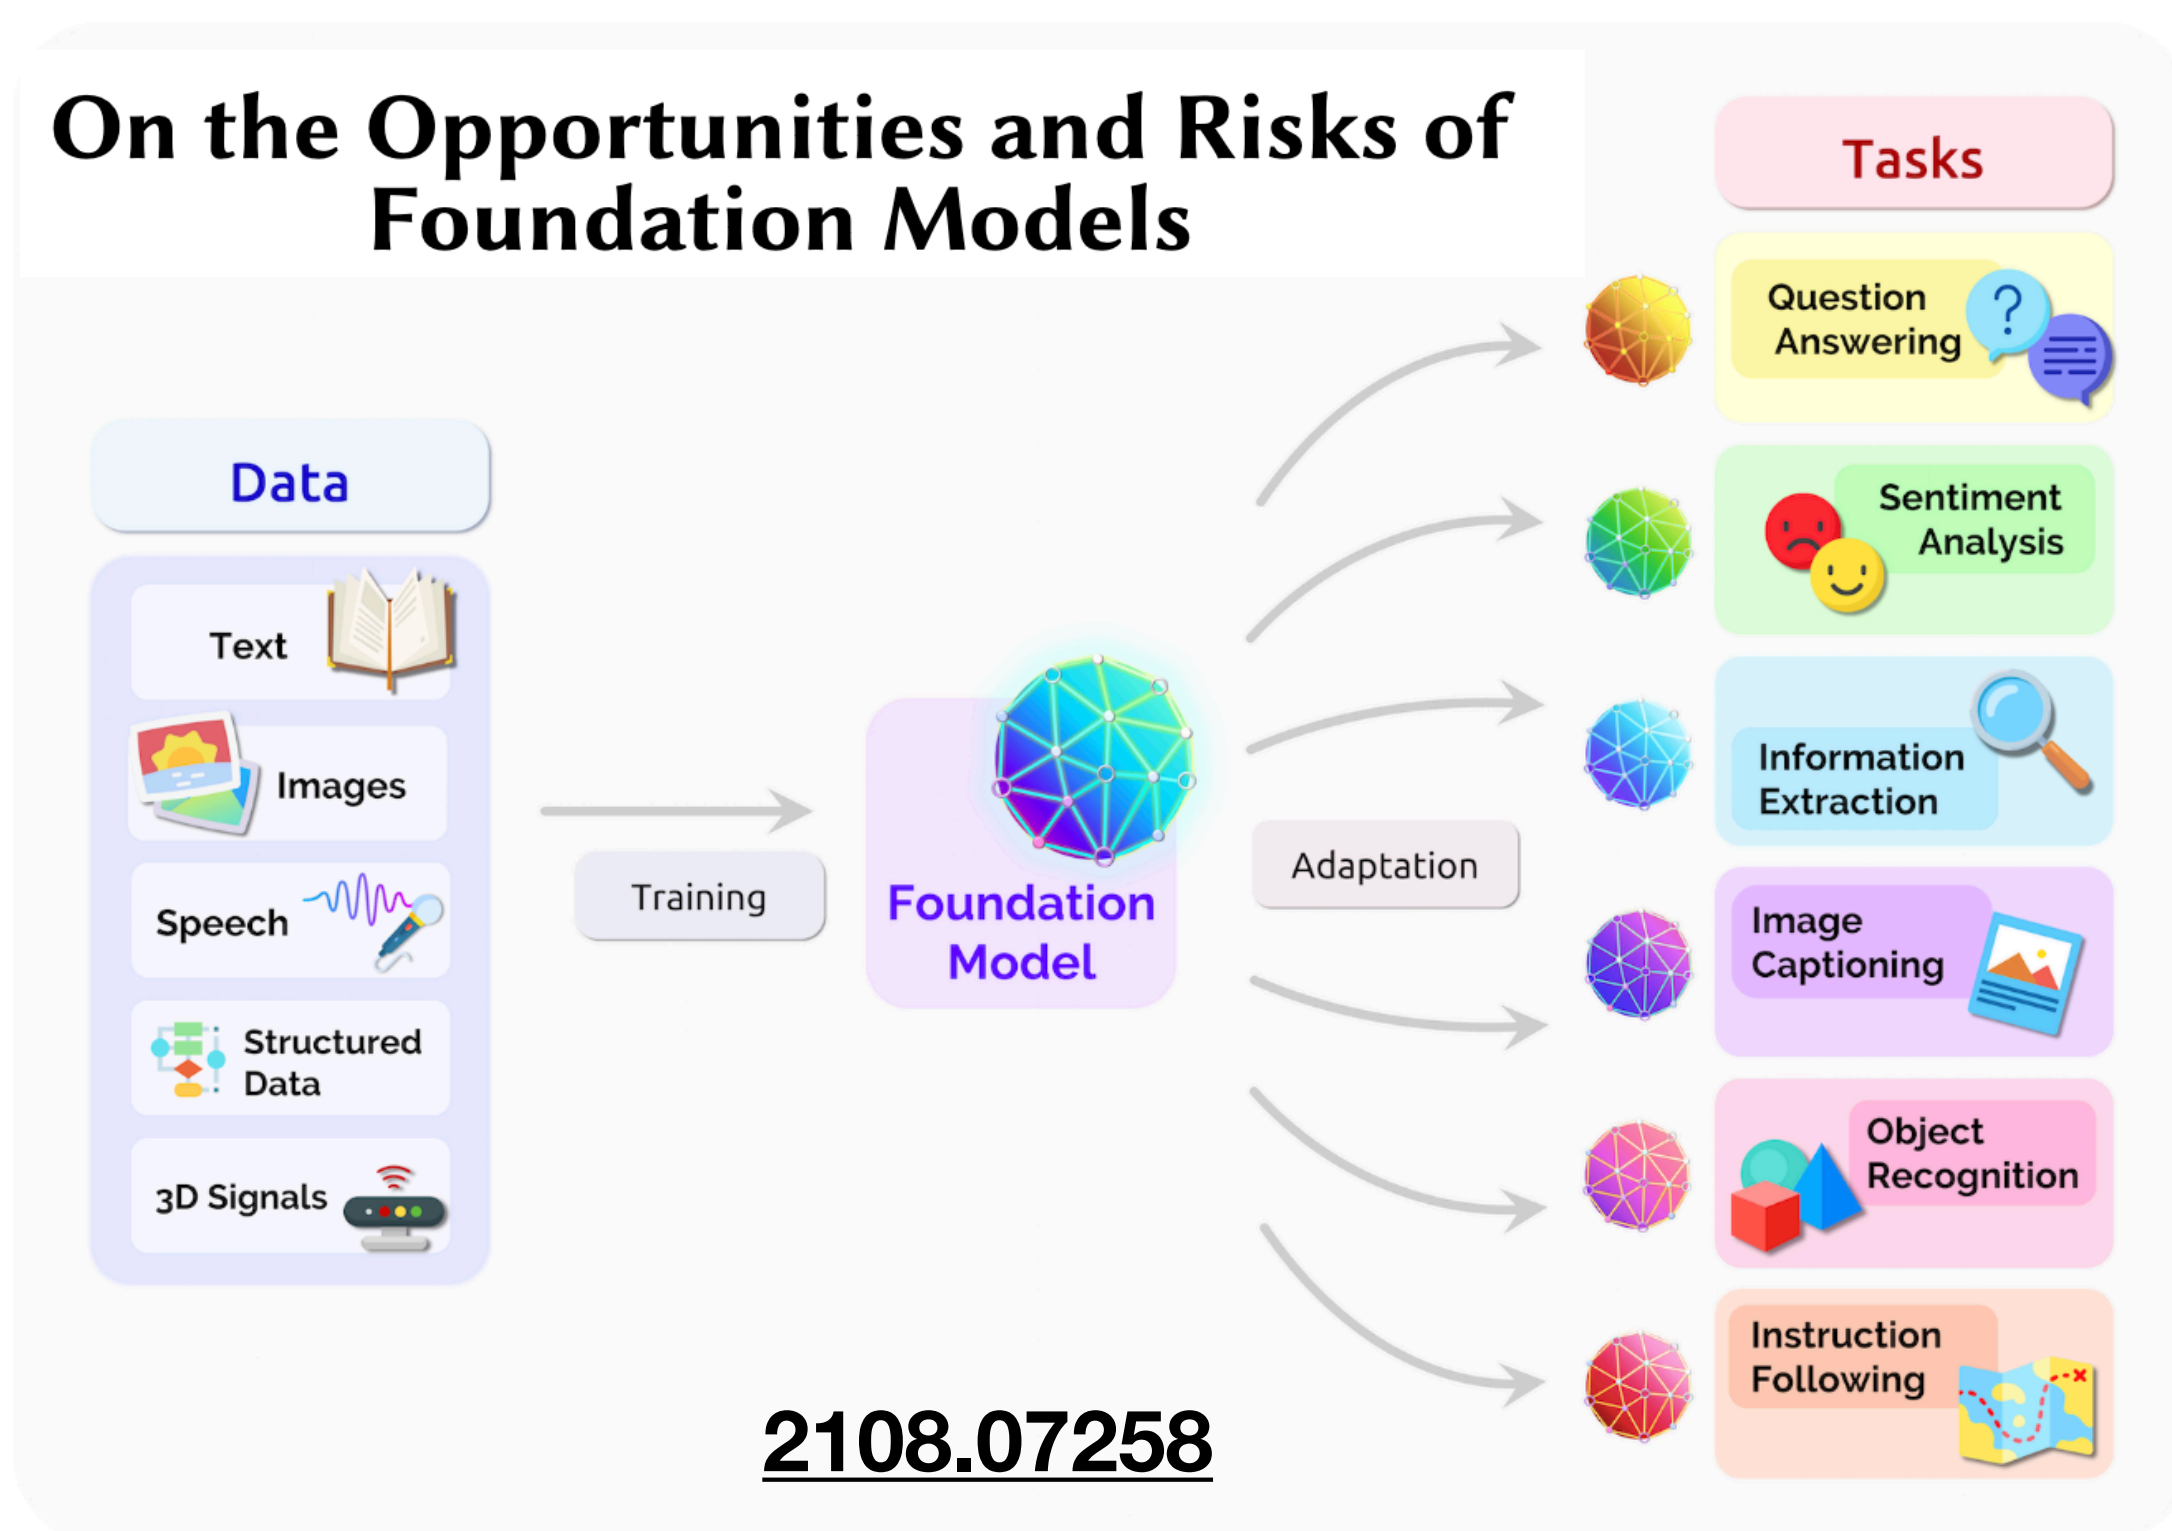 On the Opportunities and Risks of
Foundation Models
Data
Text
Images
Speech
Structured
Data
3D Signals
Training
Foundation
Model
Adaptation
Tasks
Question
Answering
Sentiment
Analysis
Information
Extraction
Image
Captioning
Object
Recognition
Instruction
Following
2108.07258